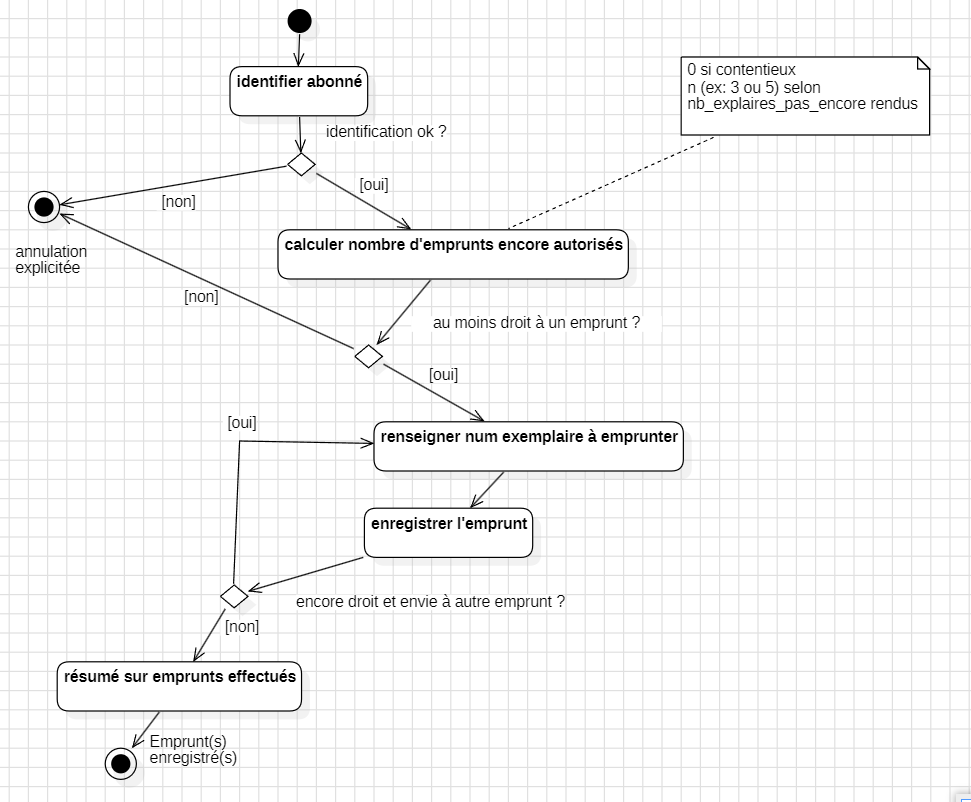 identifier abonné
0 si contentieux
n (ex: 3 ou 5) selon
nb_explaires_pas_encore rendus
identification ok ?
[non]
[oui]
annulation
explicitée
calculer nombre d'emprunts encore autorisés
[non]
au moins droit à un emprunt ?
[oui]
[oui]
renseigner num exemplaire à emprunter
enregistrer l'emprunt
encore droit et envie à autre emprunt ?
[non]
résumé sur emprunts effectués
Emprunt(s)
enregistré(s)